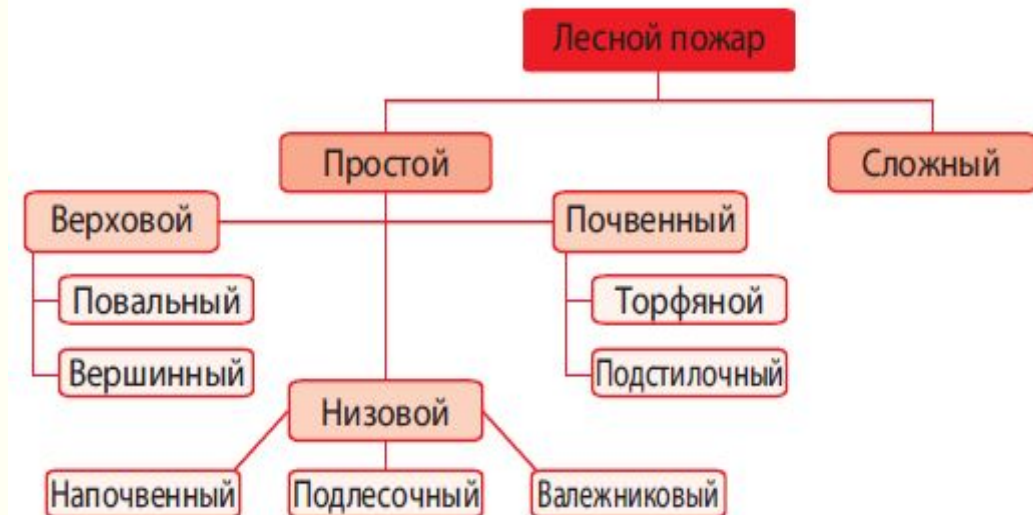 Лесной пожар
Простой
Сложный
Верховой
Почвенный
Повальный
Торфяной
Вершинный
Подстилочный
Низовой
Напочвенный
Подлесочный
Валежниковый